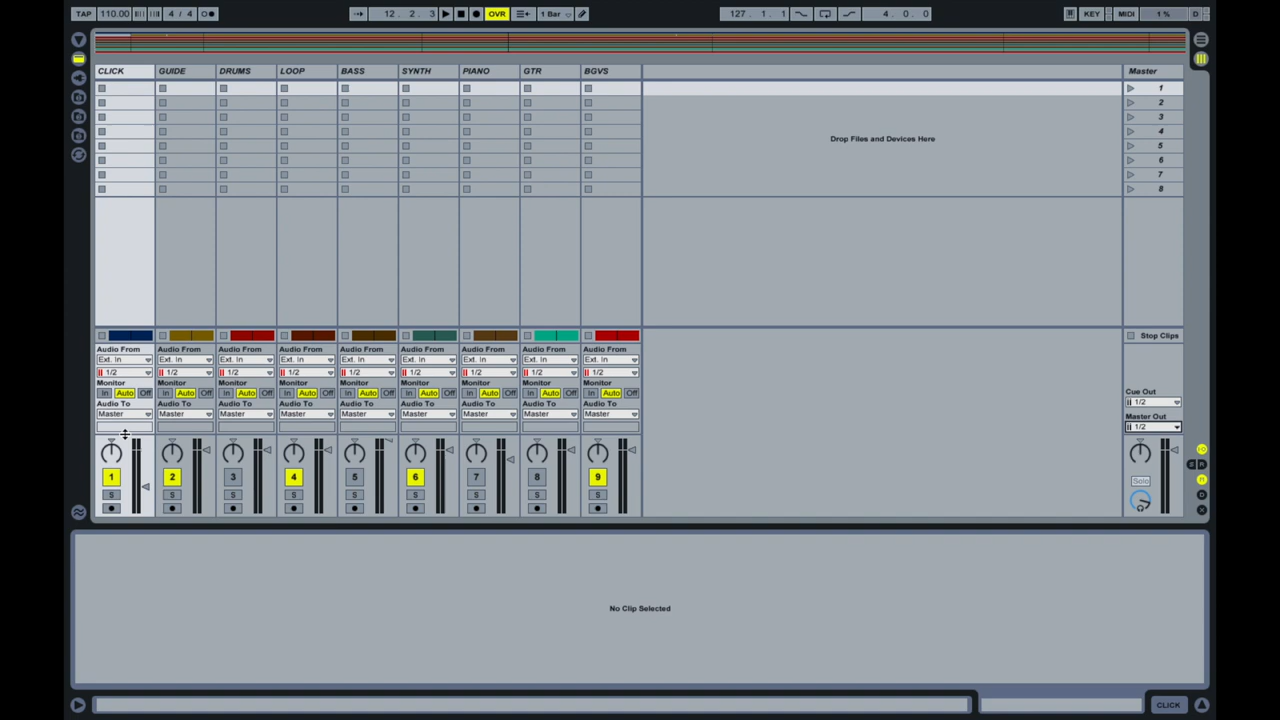 TAP 110.00 4 / 4 12 . 2 . 3 OVR 1 Bar 127 . 1 . 1 4 . 0 . 0 KEY MIDI 1 % D
CLICK GUIDE DRUMS LOOP BASS SYNTH PIANO GTR BGVS Master
1
2
3
4
5
6
7
8
Drop Files and Devices Here
Stop Clips
Audio From Audio From Audio From Audio From Audio From Audio From Audio From Audio From Audio From
Ext. In Ext. In Ext. In Ext. In Ext. In Ext. In Ext. In Ext. In Ext. In
1/2 1/2 1/2 1/2 1/2 1/2 1/2 1/2 1/2
Monitor Monitor Monitor Monitor Monitor Monitor Monitor Monitor Monitor
In Auto Off In Auto Off In Auto Off In Auto Off In Auto Off In Auto Off In Auto Off In Auto Off In Auto Off
Audio To Audio To Audio To Audio To Audio To Audio To Audio To Audio To Audio To
Master Master Master Master Master Master Master Master Master
Cue Out
1/2
Master Out
1/2
1 2 3 4 5 6 7 8 9
S S S S S S S S S
Solo
S R
R
D
X
No Clip Selected
CLICK